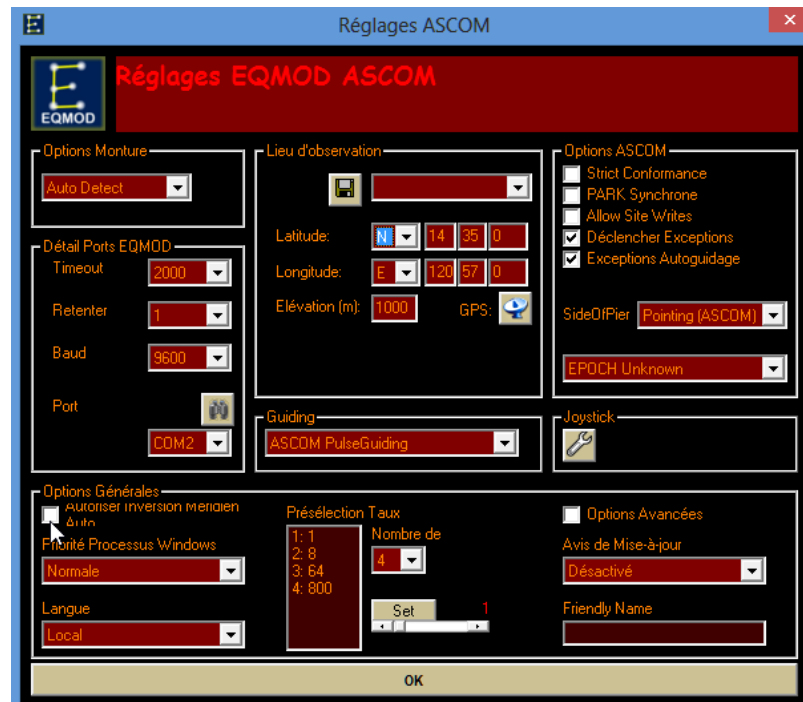 Réglages ASCOM
EQMOD
Réglages EQMOD ASCOM
Options Monture
Auto Detect
Détail Ports EQMOD
Timeout 2000
Retenter 1
Baud 9600
Port
COM2
Lieu d'observation
Latitude: N 14 35 0
Longitude: E 120 57 0
Elévation (m): 1000 GPS:
Guiding
ASCOM PulseGuiding
Options ASCOM
Strict Conformance
PARK Synchrone
Allow Site Writes
Déclencher Exceptions
Exceptions Autoguidage
SideOfPier Pointing (ASCOM)
EPOCH Unknown
Joystick
Options Générales
Autoriser Inversion Méridien
Auto
Priorité Processus Windows
Normale
Langue
Local
Présélection Taux
1: 1
2: 8
3: 64
4: 800
Nombre de
4
Set 1
Options Avancées
Avis de Mise-à-jour
Désactivé
Friendly Name
OK